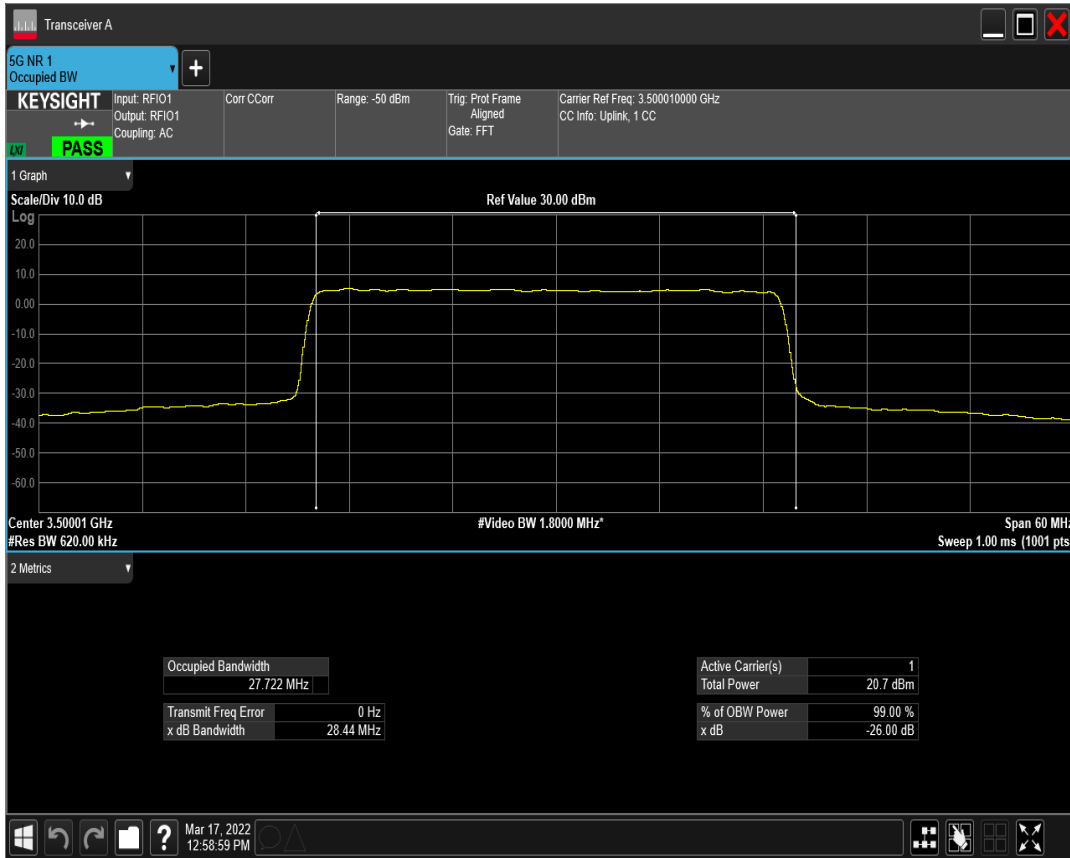 Transceiver A
5G NR 1
Occupied BW
+
KEYSIGHT
LXI
PASS
Input: RFIO1
Output: RFIO1
Coupling: AC
Corr CCorr
Range: -50 dBm
Trig: Prot Frame
Aligned
Gate: FFT
Carrier Ref Freq: 3.500010000 GHz
CC Info: Uplink, 1 CC
1 Graph
Scale/Div 10.0 dB
Ref Value 30.00 dBm
Log
20.0
10.0
0.00
-10.0
-20.0
-30.0
-40.0
-50.0
-60.0
Center 3.50001 GHz
#Video BW 1.8000 MHz*
Span 60 MHz
#Res BW 620.00 kHz
Sweep 1.00 ms (1001 pts
2 Metrics
Occupied Bandwidth
27.722 MHz
Transmit Freq Error 0 Hz
x dB Bandwidth 28.44 MHz
Active Carrier(s) 1
Total Power 20.7 dBm
% of OBW Power 99.00 %
x dB -26.00 dB
?
Mar 17, 2022
12:58:59 PM